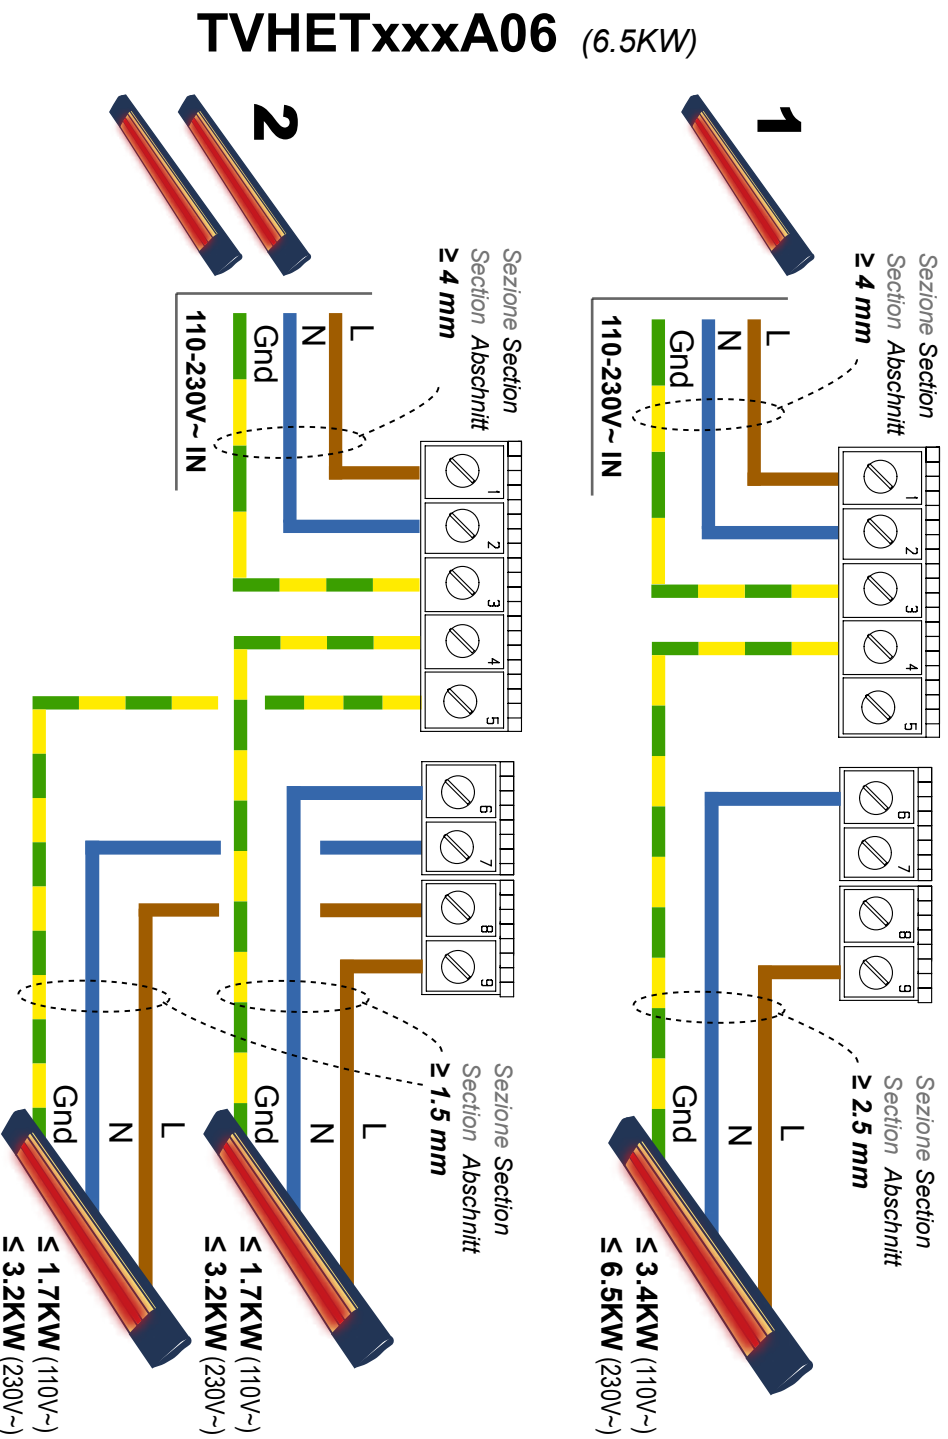 TVHETxxxA06 (6.5KW)
1
Sezione Section
Section Abschnitt
≥ 4 mm
L
N
Gnd
110-230V~ IN
1
2
3
4
5
6
7
8
9
Sezione Section
Section Abschnitt
≥ 2.5 mm
L
N
Gnd
≤ 3.4KW (110V~)
≤ 6.5KW (230V~)
2
Sezione Section
Section Abschnitt
≥ 4 mm
L
N
Gnd
110-230V~ IN
1
2
3
4
5
6
7
8
9
Sezione Section
Section Abschnitt
≥ 1.5 mm
L
N
Gnd
≤ 1.7KW (110V~)
≤ 3.2KW (230V~)
L
N
Gnd
≤ 1.7KW (110V~)
≤ 3.2KW (230V~)